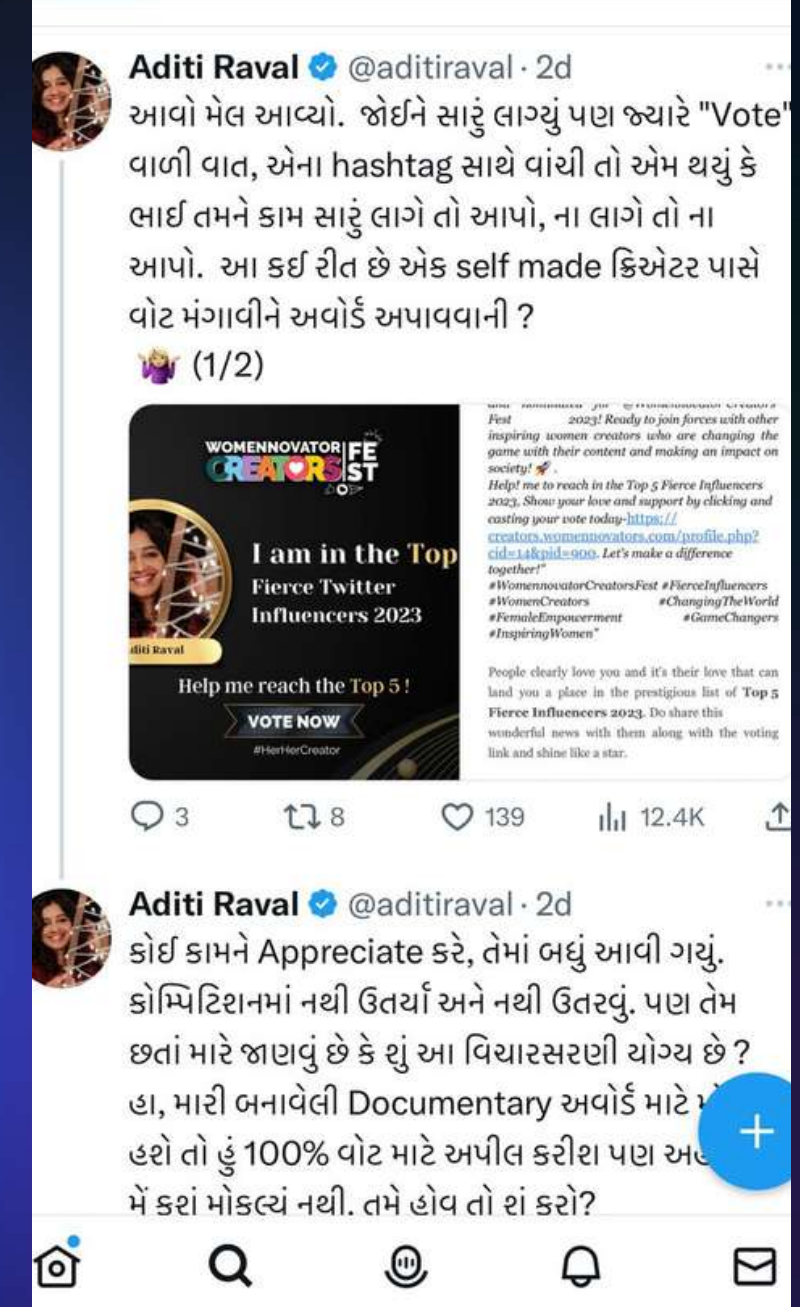 Aditi Raval @aditiraval · 2d
આવો મેલ આવ્યો. જોઈને સારું લાગ્યું પણ જ્યારે "Vote"
વાળી વાત, એના hashtag સાથે વાંચી તો એમ થયું કે
ભાઈ તમને કામ સારું લાગે તો આપો, ના લાગે તો ના
આપો. આ કઈ રીત છે એક self made ક્રિએટર પાસે
વોટ મંગાવીને અવોર્ડ અપાવવાની ?
🤷‍♀️ (1/2)
WOMENNOVATOR
CREATORS FEST
I am in the Top
Fierce Twitter
Influencers 2023
diti Raval
Help me reach the Top 5 !
VOTE NOW
#HerHerCreator
Fest 2023! Ready to join forces with other
inspiring women creators who are changing the
game with their content and making an impact on
society! 🚀 .
Help! me to reach in the Top 5 Fierce Influencers
2023, Show your love and support by clicking and
casting your vote today-https://
creators.womennovators.com/profile.php?
cid=14&pid=900. Let's make a difference
together!"
#WomennovatorCreatorsFest #FierceInfluencers
#WomenCreators #ChangingTheWorld
#FemaleEmpowerment #GameChangers
#InspiringWomen"
People clearly love you and it's their love that can
land you a place in the prestigious list of Top 5
Fierce Influencers 2023. Do share this
wonderful news with them along with the voting
link and shine like a star.
3 8 139 12.4K
Aditi Raval @aditiraval · 2d
કોઈ કામને Appreciate કરે, તેમાં બધું આવી ગયું.
કોમ્પિટિશનમાં નથી ઉતર્યાં અને નથી ઉતરવું. પણ તેમ
છતાં મારે જાણવું છે કે શું આ વિચારસરણી યોગ્ય છે ?
હા, મારી બનાવેલી Documentary અવોર્ડ માટે
હશે તો હું 100% વોટ માટે અપીલ કરીશ પણ
મેં કશું મોકલ્યું નથી. તમે હોવ તો શું કરો?